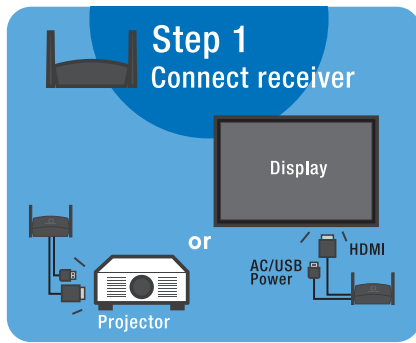 Step 1
Connect receiver
Display
or
HDMI
AC/USB
Power
Projector